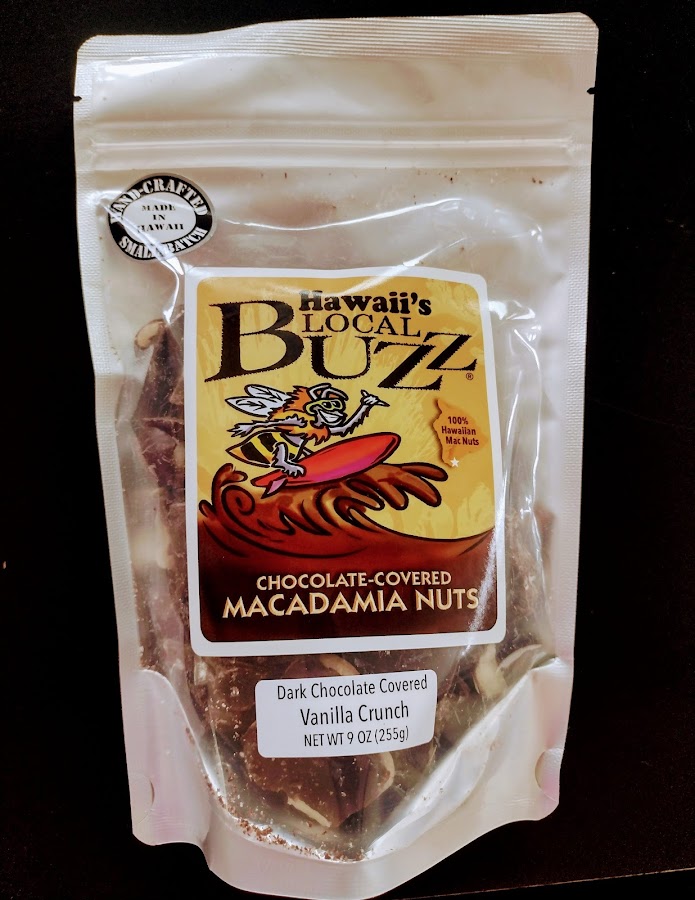 HAND-CRAFTED
MADE
IN
HAWAII
SMALL BATCH
Hawaii's
LOCAL
BUZZ®
100%
Hawaiian
Mac Nuts
CHOCOLATE-COVERED
MACADAMIA NUTS
Dark Chocolate Covered
Vanilla Crunch
NET WT 9 OZ (255g)